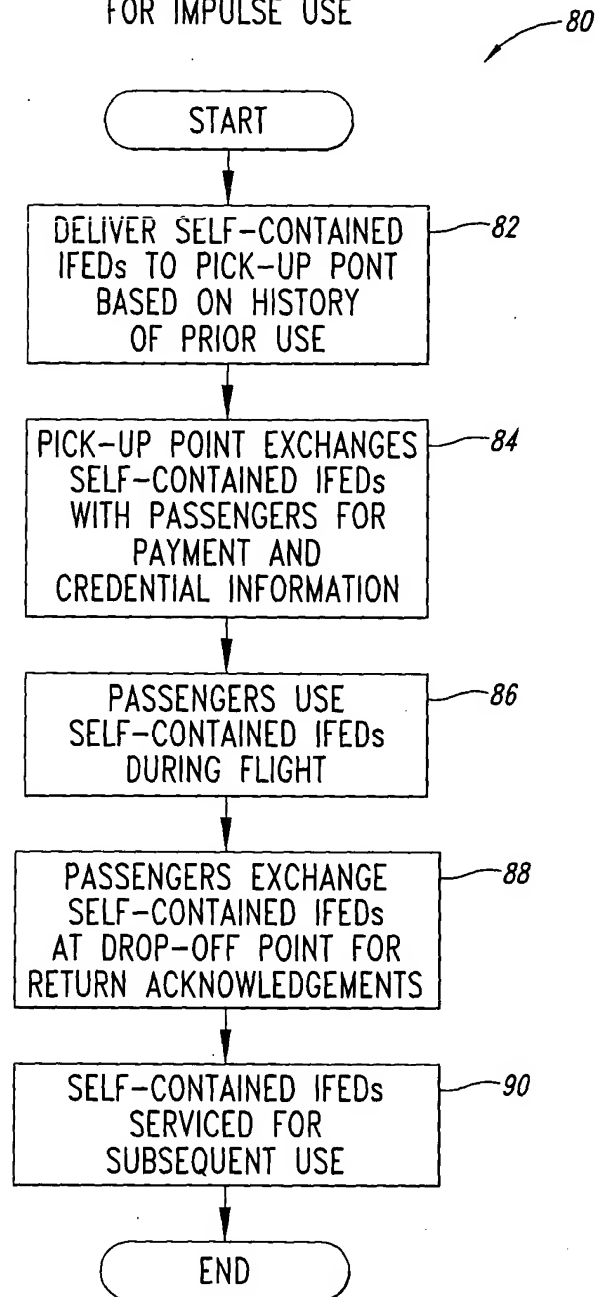 FOR IMPULSE USE
80
START
DELIVER SELF-CONTAINED
IFEDs TO PICK-UP PONT
BASED ON HISTORY
OF PRIOR USE
82
PICK-UP POINT EXCHANGES
SELF-CONTAINED IFEDs
WITH PASSENGERS FOR
PAYMENT AND
CREDENTIAL INFORMATION
84
PASSENGERS USE
SELF-CONTAINED IFEDs
DURING FLIGHT
86
PASSENGERS EXCHANGE
SELF-CONTAINED IFEDs
AT DROP-OFF POINT FOR
RETURN ACKNOWLEDGEMENTS
88
SELF-CONTAINED IFEDs
SERVICED FOR
SUBSEQUENT USE
90
END